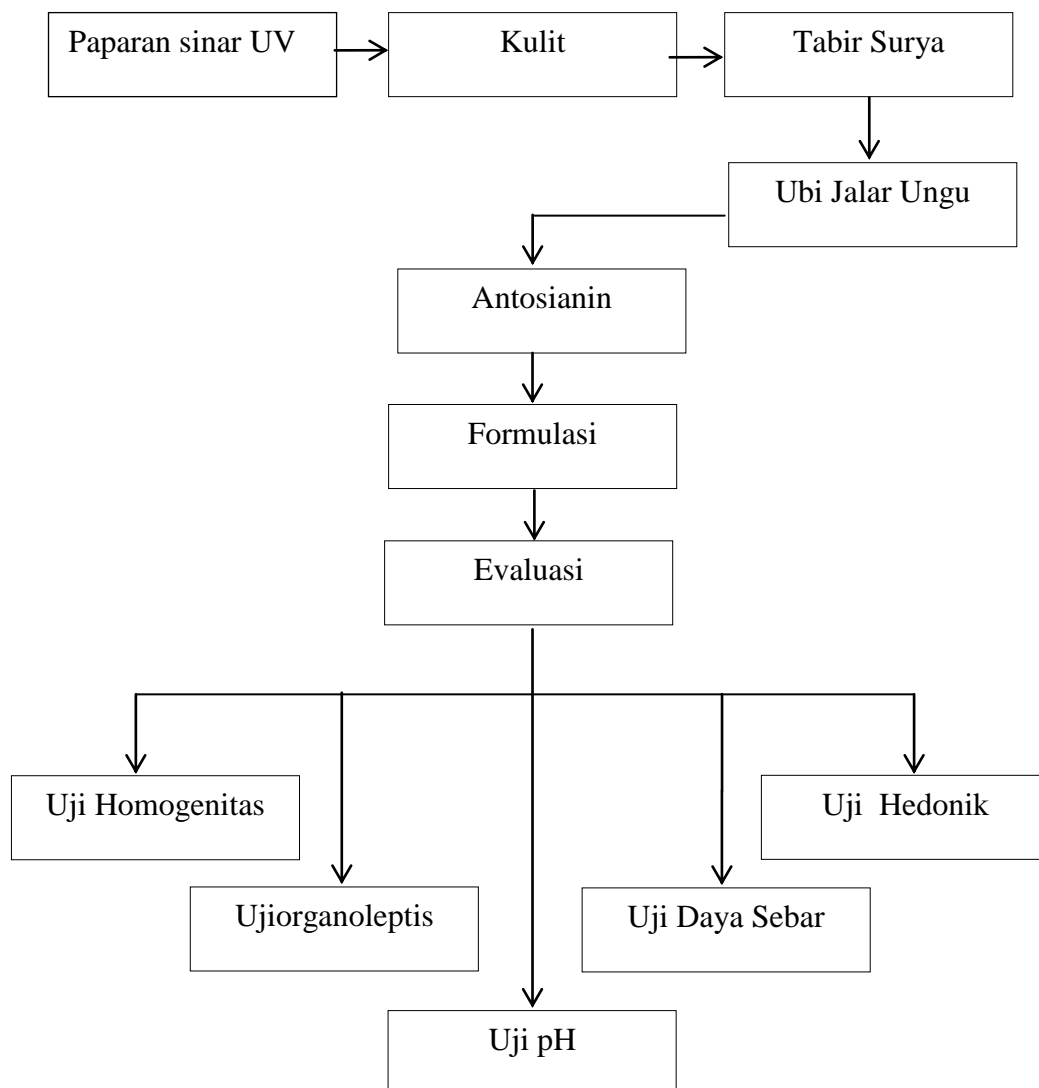 Paparan sinar UV
Kulit
Tabir Surya
Ubi Jalar Ungu
Antosianin
Formulasi
Evaluasi
Uji Homogenitas
Uji  Hedonik
Ujiorganoleptis
Uji Daya Sebar
Uji pH